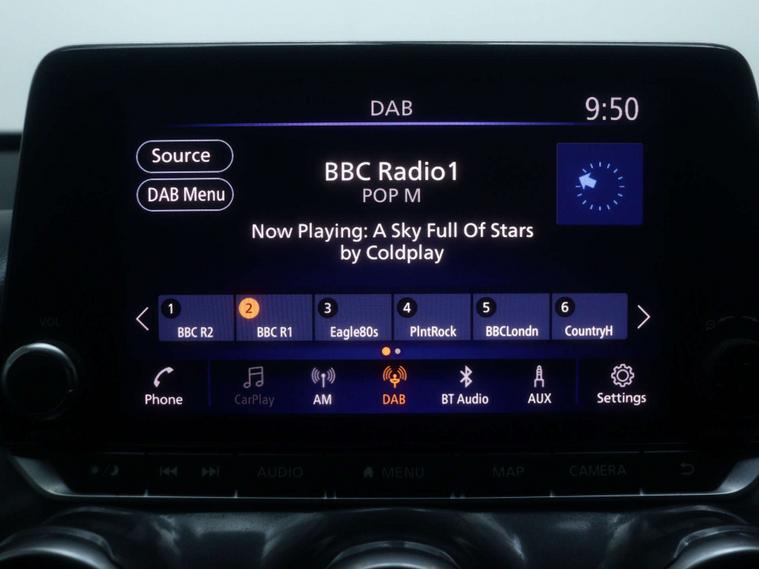 DAB
9:50
Source
DAB Menu
BBC Radio1
POP M
Now Playing: A Sky Full Of Stars
by Coldplay
1 2 3 4 5 6
BBC R2 BBC R1 Eagle80s PlntRock BBCLondn CountryH
Phone CarPlay AM DAB BT Audio AUX Settings
VOL
AUDIO MENU MAP CAMERA